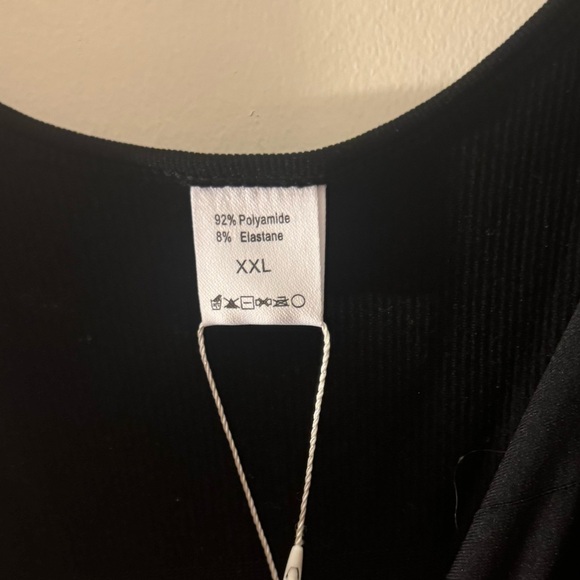 92% Polyamide
8% Elastane
XXL